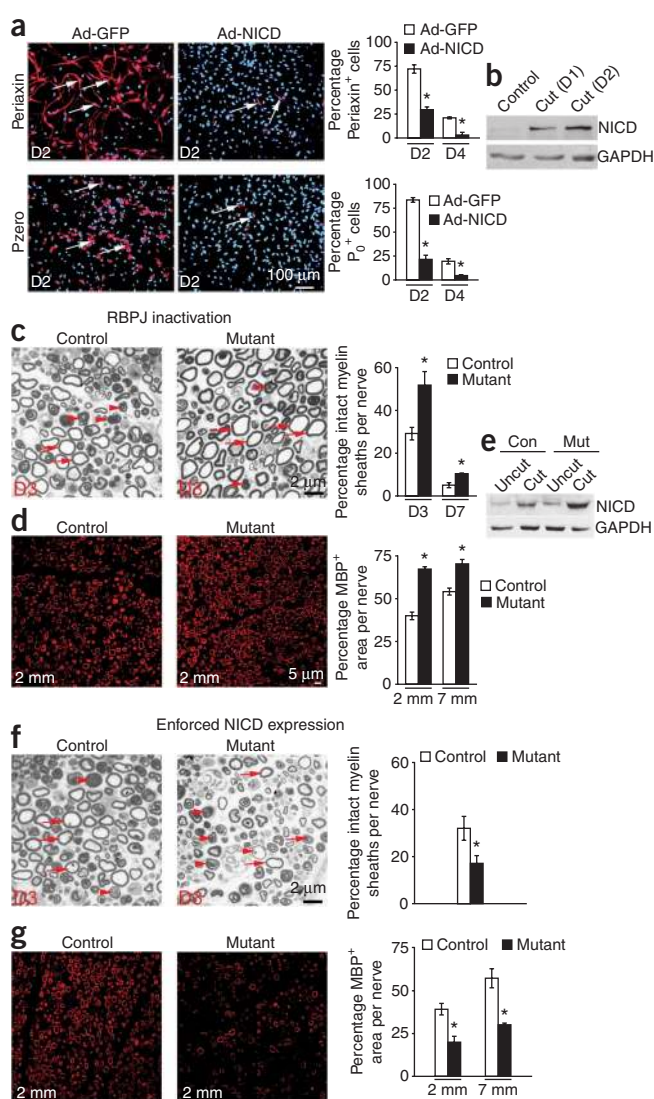 a
Ad-GFP
Ad-NICD
Periaxin
D2
D2
Pzero
D2
D2
100 μm
Percentage
Periaxin+ cells
100
75
50
25
0
Ad-GFP
Ad-NICD
*
*
D2
D4
Percentage
P0+ cells
100
75
50
25
0
Ad-GFP
Ad-NICD
*
*
D2
D4
b
Control
Cut (D1)
Cut (D2)
NICD
GAPDH
RBPJ inactivation
c
Control
Mutant
D3
D3
2 μm
Percentage intact myelin
sheaths per nerve
60
40
20
0
Control
Mutant
*
*
D3
D7
d
Control
Mutant
2 mm
2 mm
5 μm
Percentage MBP+
area per nerve
75
50
25
0
Control
Mutant
*
*
2 mm
7 mm
e
Con
Mut
Uncut
Cut
Uncut
Cut
NICD
GAPDH
Enforced NICD expression
f
Control
Mutant
D3
D3
2 μm
Percentage intact myelin
sheaths per nerve
60
40
20
0
Control
Mutant
*
g
Control
Mutant
2 mm
2 mm
Percentage MBP+
area per nerve
75
50
25
0
Control
Mutant
*
*
2 mm
7 mm